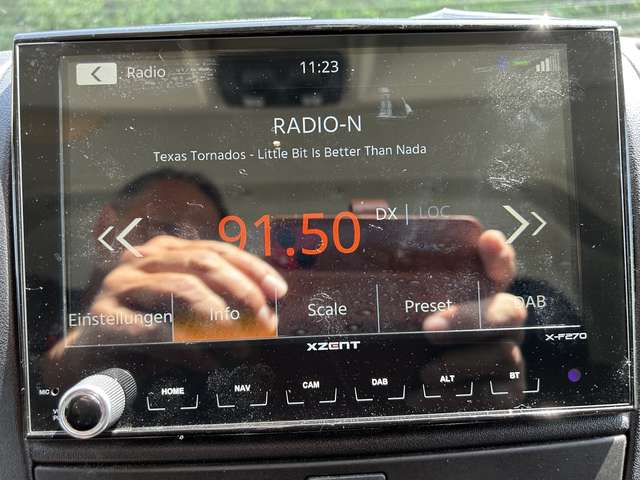 Radio
11:23
RADIO-N
Texas Tornados - Little Bit Is Better Than Nada
91.50
DX | LOC
Einstellungen Info Scale Preset DAB
XZENT
X-F270
MIC HOME NAV CAM DAB ALT BT